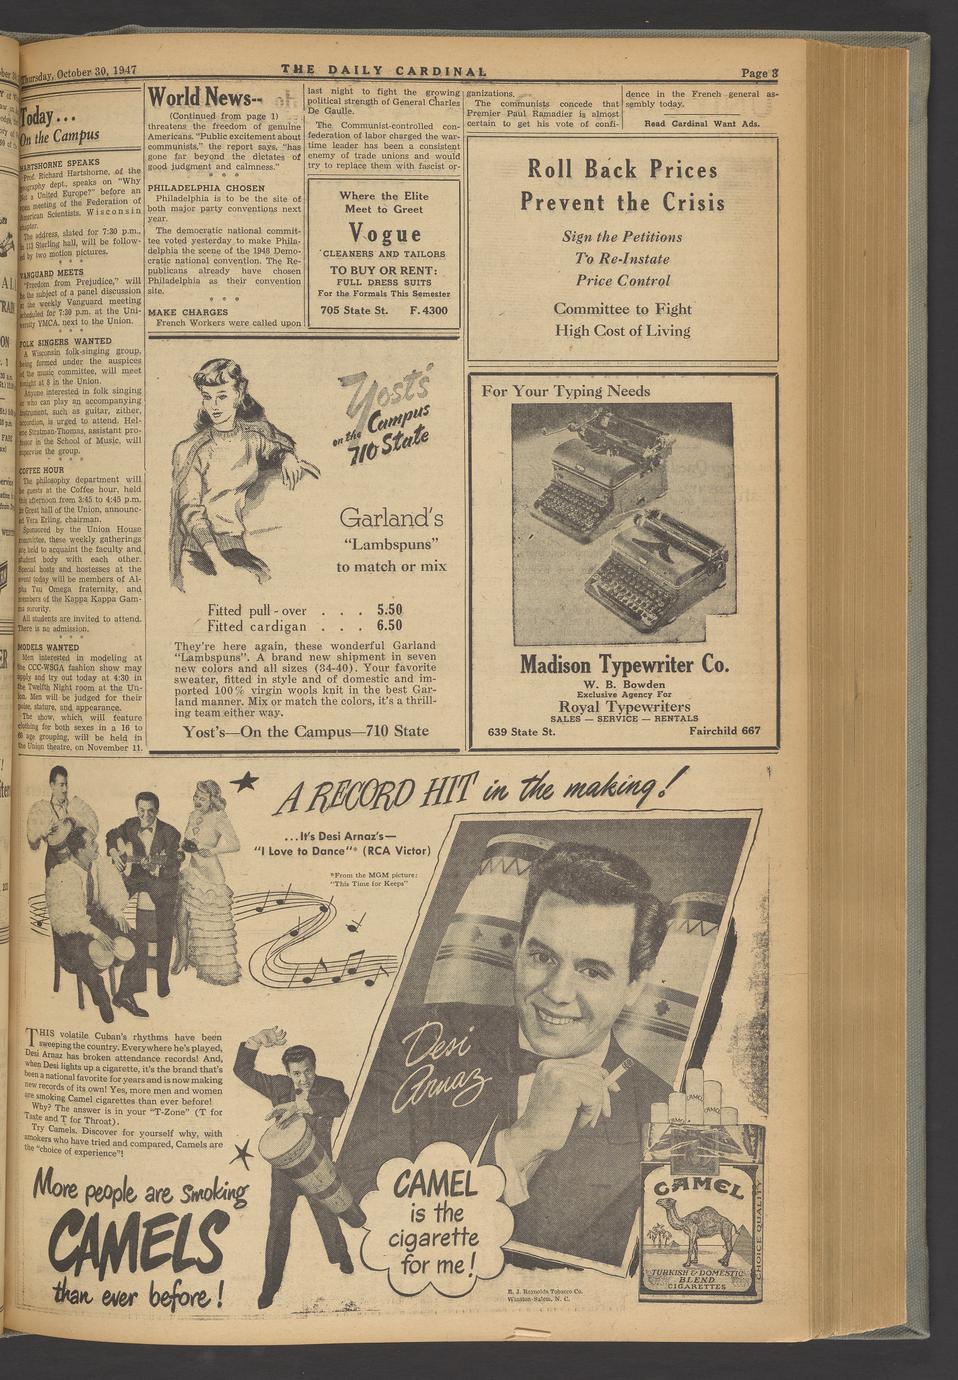 Thursday, October 30, 1947
THE DAILY CARDINAL
Page 3
Today...
On the Campus
HARTSHORNE SPEAKS
Prof. Richard Hartshorne, of the
geography dept., speaks on "Why
Not a United Europe?" before an
open meeting of the Federation of
American Scientists, Wisconsin
chapter.
The address, slated for 7:30 p.m.,
in 113 Sterling hall, will be follow-
ed by two motion pictures.
* * *
VANGUARD MEETS
"Freedom from Prejudice," will
be the subject of a panel discussion
at the weekly Vanguard meeting
scheduled for 7:30 p.m. at the Uni-
versity YMCA, next to the Union.
* * *
FOLK SINGERS WANTED
A Wisconsin folk-singing group,
being formed under the auspices
of the music committee, will meet
tonight at 8 in the Union.
Anyone interested in folk singing
or who can play an accompanying
instrument, such as guitar, zither,
accordion, is urged to attend. Hel-
ene Stratman-Thomas, assistant pro-
fessor in the School of Music, will
supervise the group.
* * *
COFFEE HOUR
The philosophy department will
be guests at the Coffee hour, held
this afternoon from 3:45 to 4:45 p.m.
in Great hall of the Union, announc-
ed Vera Erling, chairman.
Sponsored by the Union House
committee, these weekly gatherings
are held to acquaint the faculty and
student body with each other.
Special hosts and hostesses at the
event today will be members of Al-
pha Tau Omega fraternity, and
members of the Kappa Kappa Gam-
ma sorority.
All students are invited to attend.
There is no admission.
* * *
MODELS WANTED
Men interested in modeling at
the CCC-WSGA fashion show may
apply and try out today at 4:30 in
the Twelfth Night room at the Un-
ion. Men will be judged for their
poise, stature, and appearance.
The show, which will feature
clothing for both sexes in a 16 to
60 age grouping, will be held in
the Union theatre, on November 11.
World News--
(Continued from page 1)
threatens the freedom of genuine
Americans. "Public excitement about
communists," the report says, "has
gone far beyond the dictates of
good judgment and calmness."
* * *
PHILADELPHIA CHOSEN
Philadelphia is to be the site of
both major party conventions next
year.
The democratic national commit-
tee voted yesterday to make Phila-
delphia the scene of the 1948 Demo-
cratic national convention. The Re-
publicans already have chosen
Philadelphia as their convention
site.
* * *
MAKE CHARGES
French Workers were called upon
last night to fight the growing
political strength of General Charles
De Gaulle.
The Communist-controlled con-
federation of labor charged the war-
time leader has been a consistent
enemy of trade unions and would
try to replace them with fascist or-
ganizations.
The communists concede that
Premier Paul Ramadier is almost
certain to get his vote of confi-
dence in the French general as-
sembly today.
Read Cardinal Want Ads.
Where the Elite
Meet to Greet
Vogue
CLEANERS AND TAILORS
TO BUY OR RENT:
FULL DRESS SUITS
For the Formals This Semester
705 State St. F. 4300
Roll Back Prices
Prevent the Crisis
Sign the Petitions
To Re-Instate
Price Control
Committee to Fight
High Cost of Living
Yost's
on the Campus
710 State
Garland's
"Lambspuns"
to match or mix
Fitted pull-over . . . 5.50
Fitted cardigan . . . 6.50
They're here again, these wonderful Garland
"Lambspuns". A brand new shipment in seven
new colors and all sizes (34-40). Your favorite
sweater, fitted in style and of domestic and im-
ported 100% virgin wools knit in the best Gar-
land manner. Mix or match the colors, it's a thrill-
ing team either way.
Yost's—On the Campus—710 State
For Your Typing Needs
Madison Typewriter Co.
W. B. Bowden
Exclusive Agency For
Royal Typewriters
SALES — SERVICE — RENTALS
639 State St. Fairchild 667
A RECORD HIT in the making!
...It's Desi Arnaz's—
"I Love to Dance"* (RCA Victor)
*From the MGM picture:
"This Time for Keeps"
THIS volatile Cuban's rhythms have been
sweeping the country. Everywhere he's played,
Desi Arnaz has broken attendance records! And,
when Desi lights up a cigarette, it's the brand that's
been a national favorite for years and is now making
new records of its own! Yes, more men and women
are smoking Camel cigarettes than ever before!
Why? The answer is in your "T-Zone" (T for
Taste and T for Throat).
Try Camels. Discover for yourself why, with
smokers who have tried and compared, Camels are
the "choice of experience"!
More people are smoking
CAMELS
than ever before!
Desi
Arnaz
CAMEL
is the
cigarette
for me!
CAMEL
CAMEL
CAMEL
TURKISH & DOMESTIC
BLEND
CIGARETTES
CHOICE QUALITY
R. J. Reynolds Tobacco Co.
Winston-Salem, N. C.